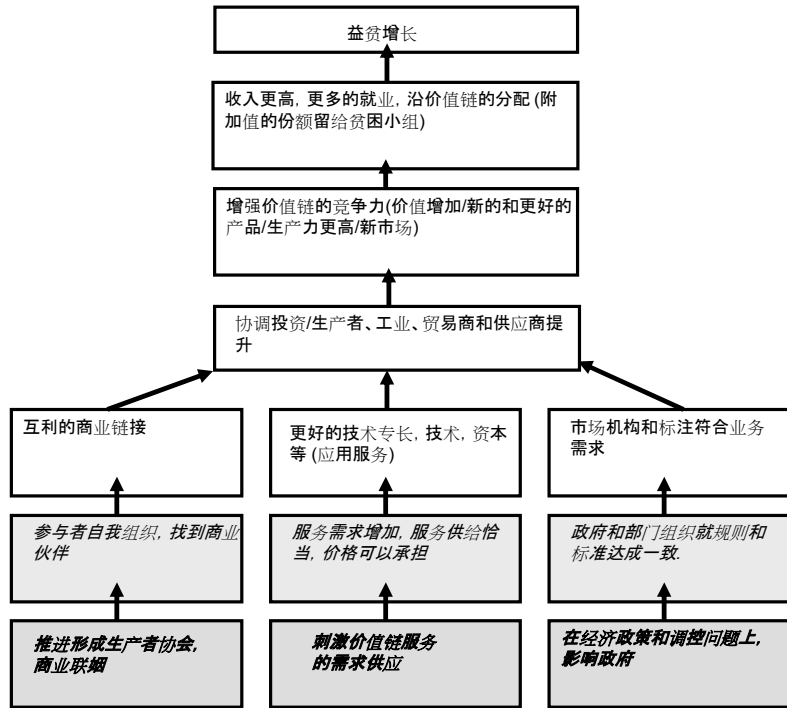 益贫增长
收入更高, 更多的就业, 沿价值链的分配 (附
加值的份额留给贫困小组)
增强价值链的竞争力(价值增加/新的和更好的
产品/生产力更高/新市场)
协调投资/生产者、工业、贸易商和供应商提
升
互利的商业链接
更好的技术专长, 技术, 资本
等 (应用服务)
市场机构和标注符合业务
需求
参与者自我组织, 找到商业
伙伴
服务需求增加, 服务供给恰
当, 价格可以承担
政府和部门组织就规则和
标准达成一致.
推进形成生产者协会,
商业联姻
刺激价值链服务
的需求供应
在经济政策和调控问题上,
影响政府